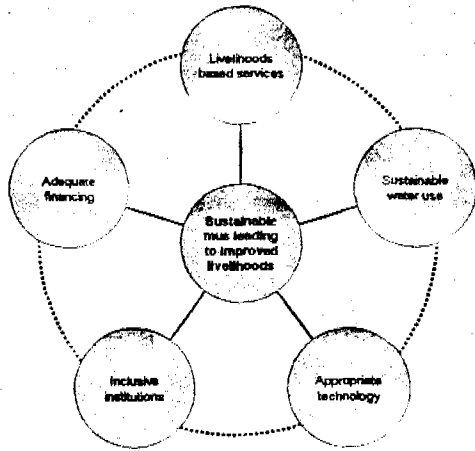 Livelihoods
based services
Adequate
financing
Sustainable
water use
Sustainable
mus leading
to improved
livelihoods
Inclusive
institutions
Appropriate
technology